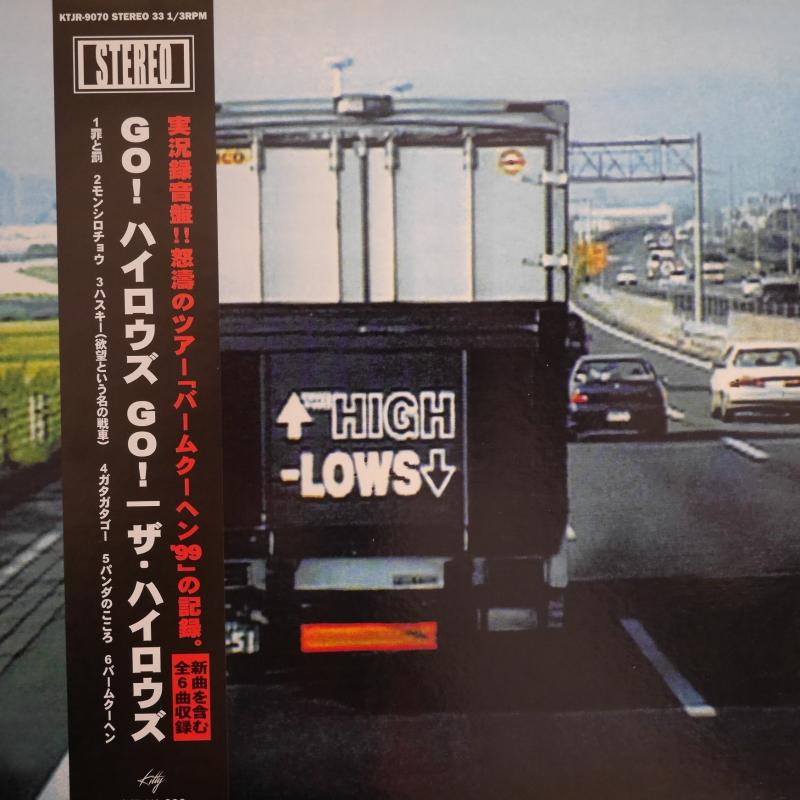 KTJR-9070 STEREO 33 1/3RPM
STEREO
実況録音盤!!怒濤のツアー「バームクーヘン'99」の記録。
新曲を含む
全6曲収録
GO! ハイロウズ GO! ― ザ・ハイロウズ
1罪と罰 2モンシロチョウ 3ハスキー(欲望という名の戦車) 4ガタガタゴー 5パンダのこころ 6バームクーヘン
Kitty
HIGH
-LOWS